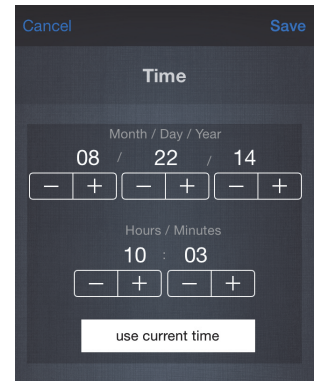 Cancel Save
Time
Month / Day / Year
08 / 22 / 14
− + − + − +
Hours / Minutes
10 : 03
− + − +
use current time